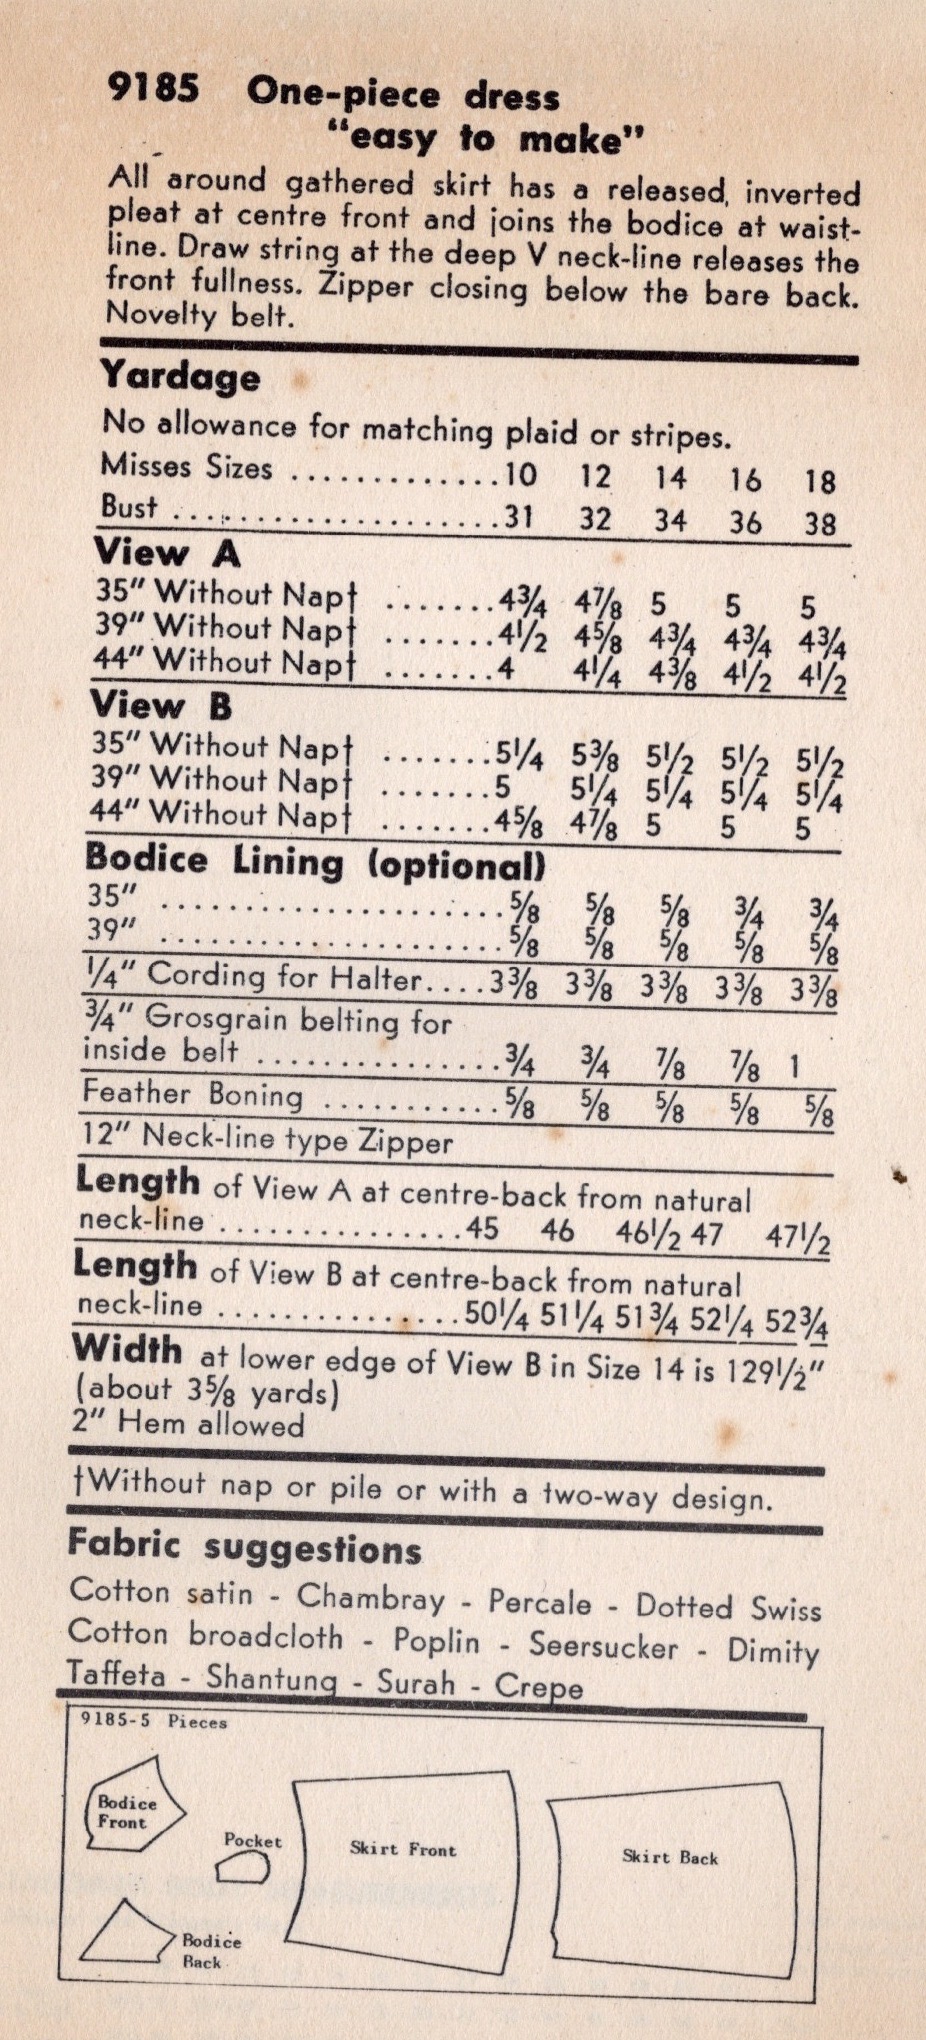 9185 One-piece dress
"easy to make"
All around gathered skirt has a released, inverted
pleat at centre front and joins the bodice at waist-
line. Draw string at the deep V neck-line releases the
front fullness. Zipper closing below the bare back.
Novelty belt.
Yardage
No allowance for matching plaid or stripes.
Misses Sizes .............10 12 14 16 18
Bust .....................31 32 34 36 38
View A
35" Without Nap† .......4¾ 4⅞ 5 5 5
39" Without Nap† .......4½ 4⅝ 4¾ 4¾ 4¾
44" Without Nap† .......4 4¼ 4⅜ 4½ 4½
View B
35" Without Nap† .......5¼ 5⅜ 5½ 5½ 5½
39" Without Nap† .......5 5¼ 5¼ 5¼ 5¼
44" Without Nap† .......4⅝ 4⅞ 5 5 5
Bodice Lining (optional)
35" .......................⅝ ⅝ ⅝ ¾ ¾
39" .......................⅝ ⅝ ⅝ ⅝ ⅝
¼" Cording for Halter....3⅜ 3⅜ 3⅜ 3⅜ 3⅜
¾" Grosgrain belting for
inside belt ................¾ ¾ ⅞ ⅞ 1
Feather Boning ...........⅝ ⅝ ⅝ ⅝ ⅝
12" Neck-line type Zipper
Length of View A at centre-back from natural
neck-line ...............45 46 46½ 47 47½
Length of View B at centre-back from natural
neck-line ...............50¼ 51¼ 51¾ 52¼ 52¾
Width at lower edge of View B in Size 14 is 129½"
(about 3⅝ yards)
2" Hem allowed
†Without nap or pile or with a two-way design.
Fabric suggestions
Cotton satin - Chambray - Percale - Dotted Swiss
Cotton broadcloth - Poplin - Seersucker - Dimity
Taffeta - Shantung - Surah - Crepe
9185-5 Pieces
Bodice
Front
Pocket
Skirt Front
Skirt Back
Bodice
Back